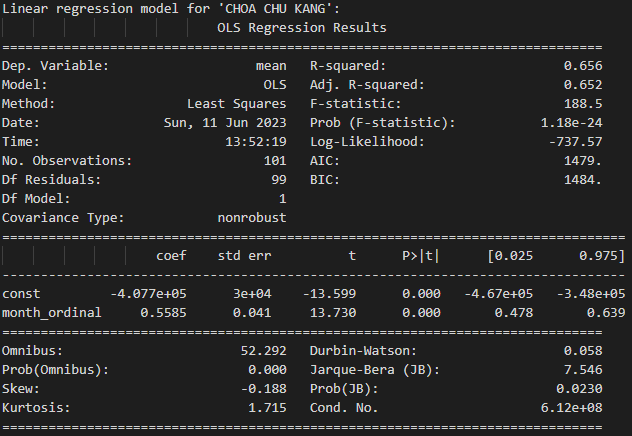 Linear regression model for 'CHOA CHU KANG':
                            OLS Regression Results
==============================================================================
Dep. Variable:                   mean   R-squared:                       0.656
Model:                            OLS   Adj. R-squared:                  0.652
Method:                 Least Squares   F-statistic:                     188.5
Date:                Sun, 11 Jun 2023   Prob (F-statistic):           1.18e-24
Time:                        13:52:19   Log-Likelihood:                -737.57
No. Observations:                 101   AIC:                             1479.
Df Residuals:                      99   BIC:                             1484.
Df Model:                           1
Covariance Type:            nonrobust
=================================================================================
                    coef    std err          t      P>|t|      [0.025      0.975]
---------------------------------------------------------------------------------
const         -4.077e+05      3e+04    -13.599      0.000   -4.67e+05   -3.48e+05
month_ordinal     0.5585      0.041     13.730      0.000       0.478       0.639
==============================================================================
Omnibus:                       52.292   Durbin-Watson:                   0.058
Prob(Omnibus):                  0.000   Jarque-Bera (JB):                7.546
Skew:                          -0.188   Prob(JB):                       0.0230
Kurtosis:                       1.715   Cond. No.                     6.12e+08
==============================================================================